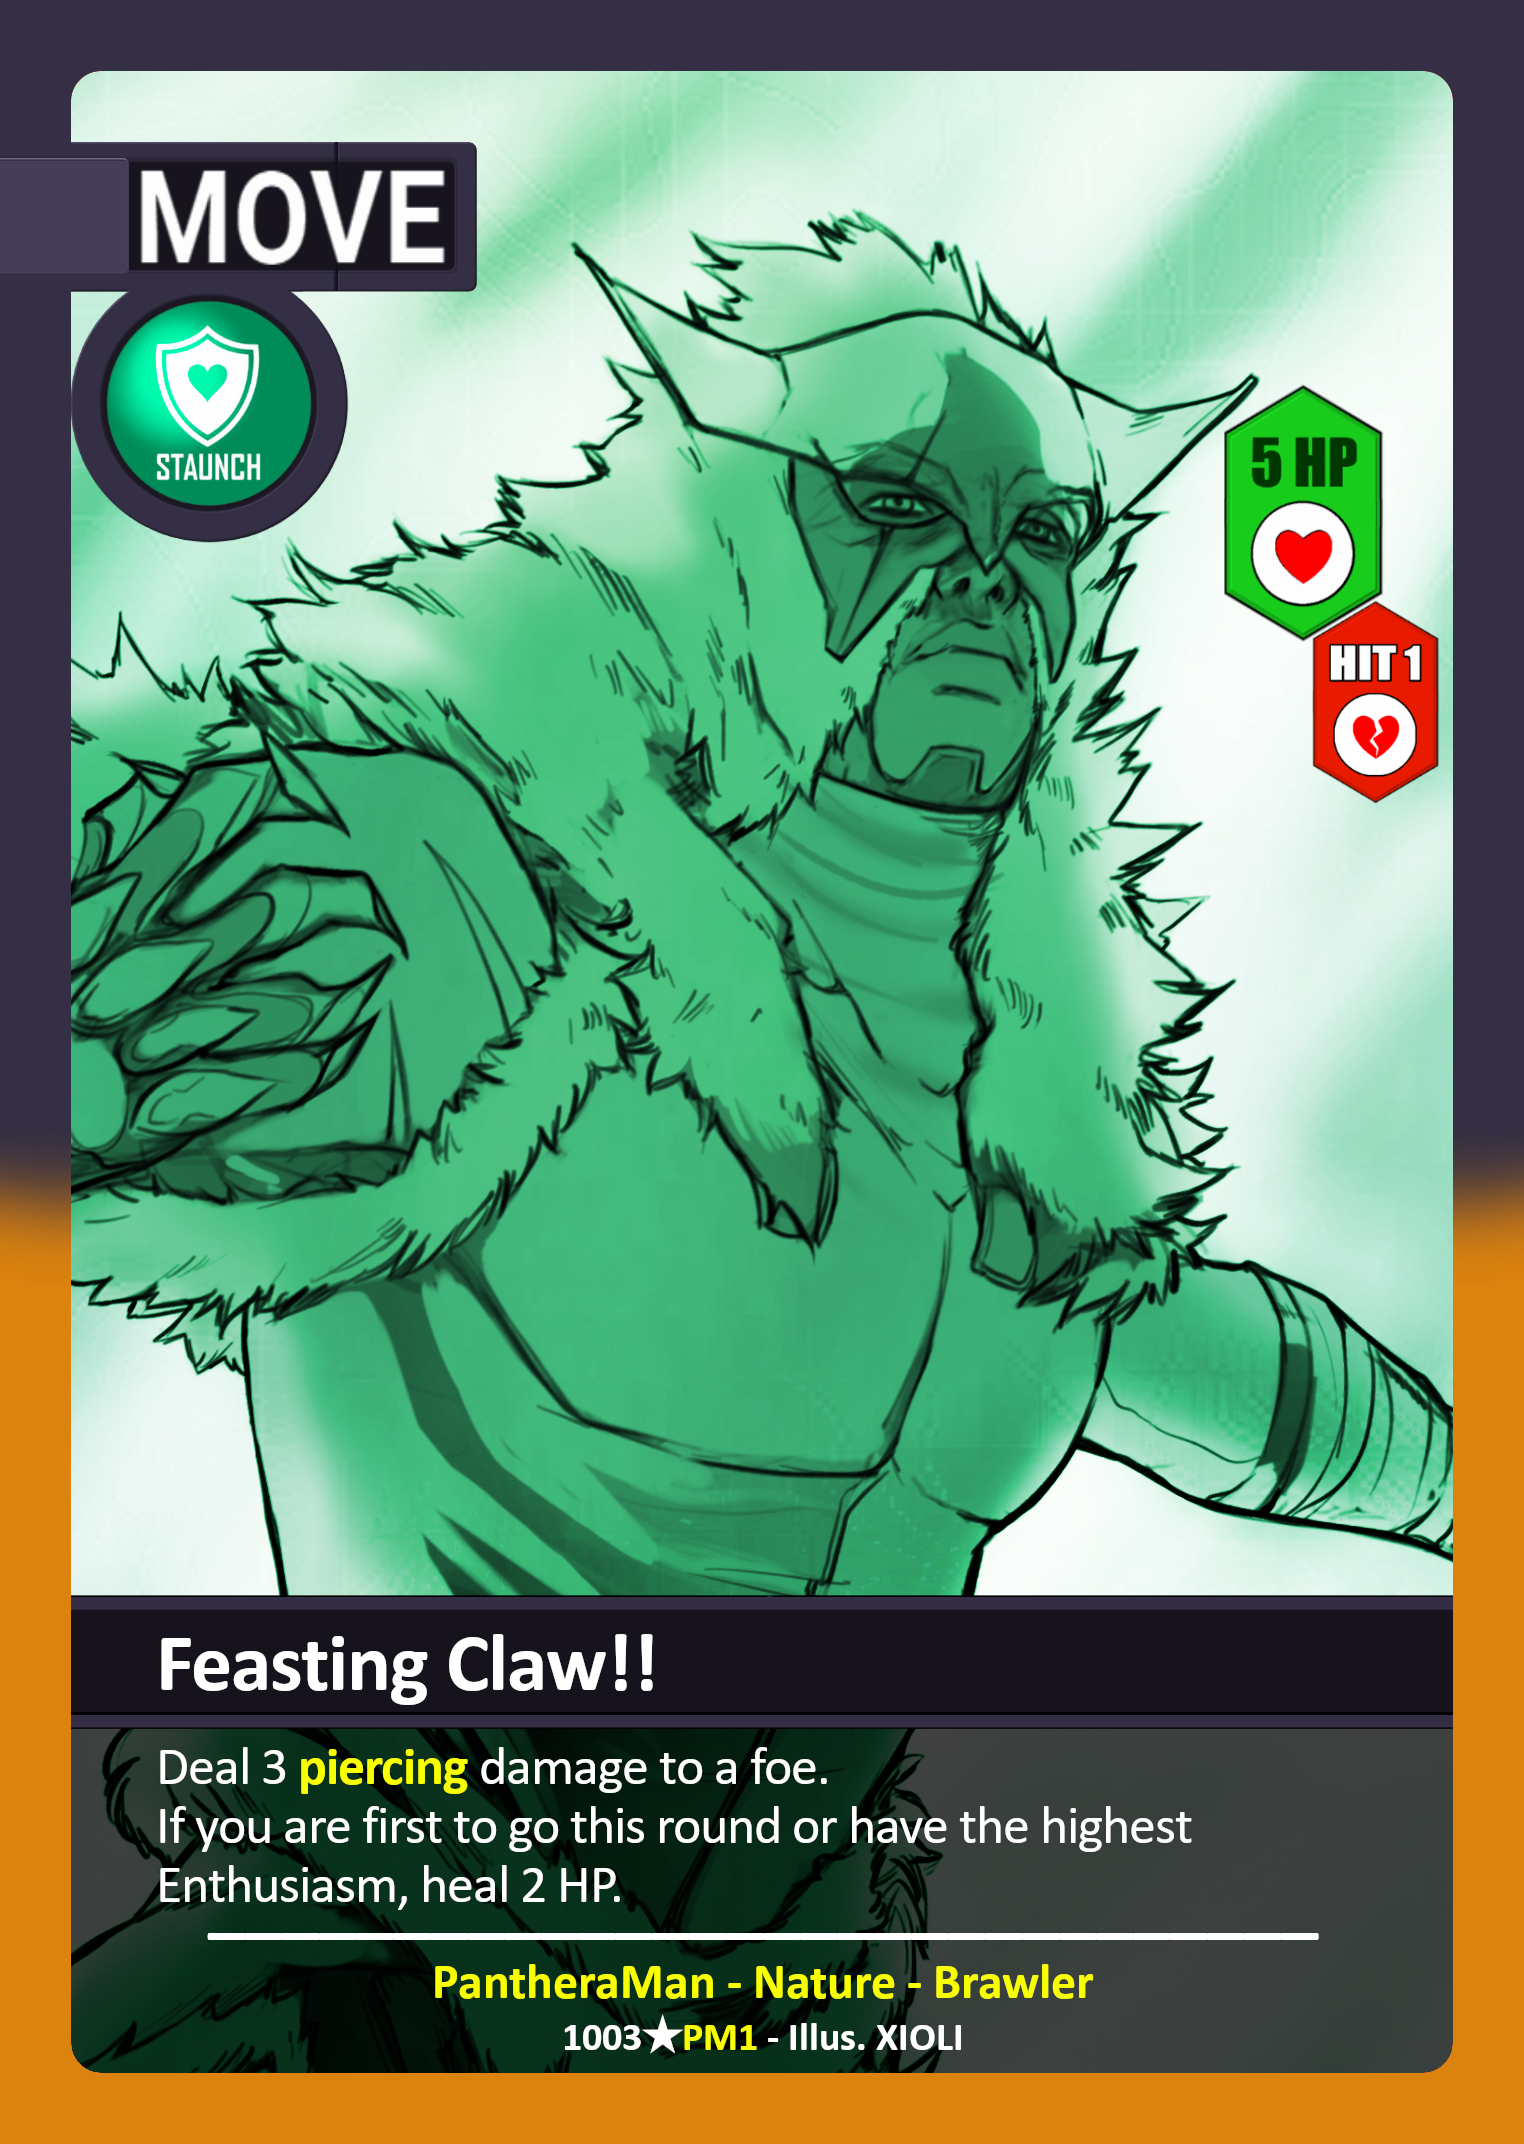 MOVE
STAUNCH
5 HP
HIT 1
Feasting Claw!!
Deal 3 piercing damage to a foe.
If you are first to go this round or have the highest
Enthusiasm, heal 2 HP.
PantheraMan - Nature - Brawler
1003★PM1 - Illus. XIOLI